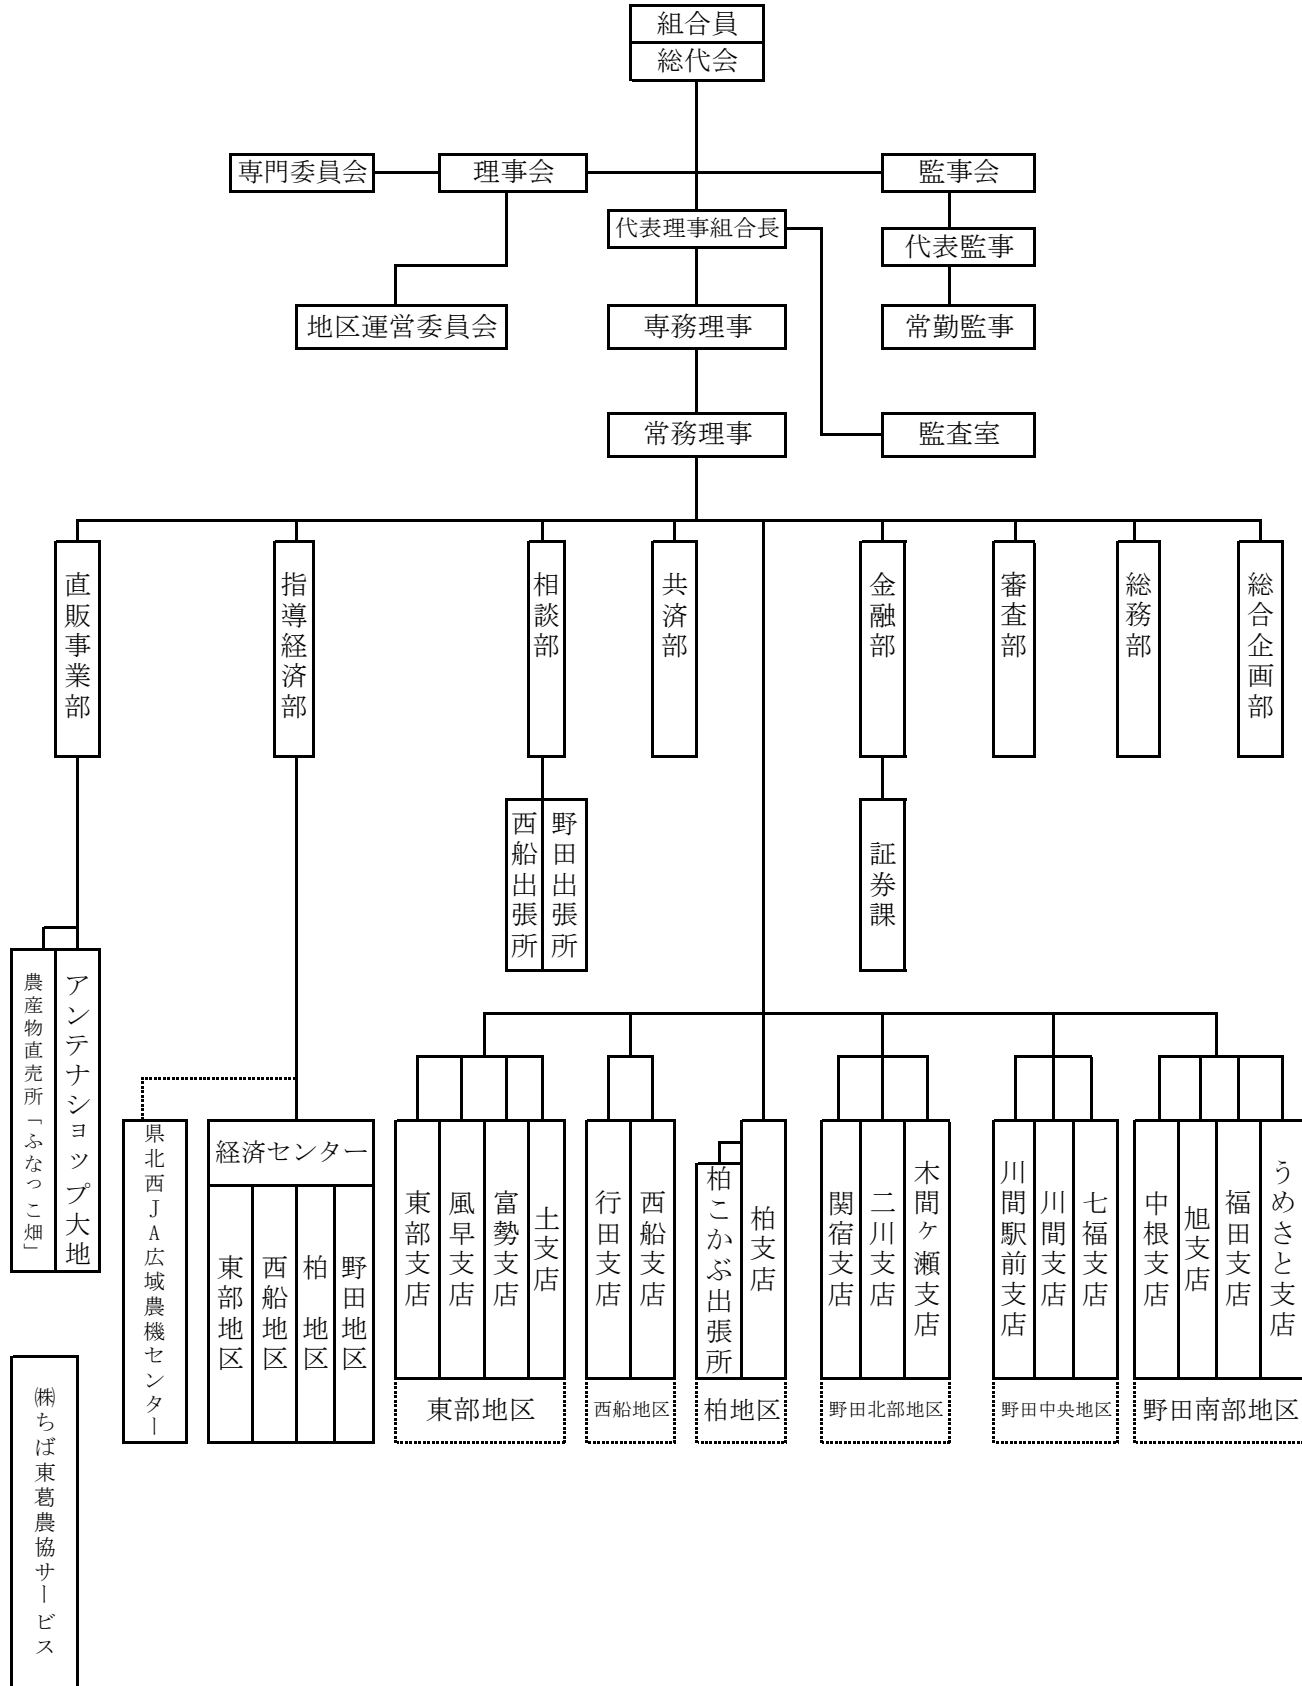 組合員
総代会
専門委員会
理事会
監事会
代表理事組合長
代表監事
地区運営委員会
専務理事
常勤監事
常務理事
監査室
直販事業部
指導経済部
相談部
共済部
金融部
審査部
総務部
総合企画部
西船出張所
野田出張所
証券課
農産物直売所「ふなっこ畑」
アンテナショップ大地
県北西JA広域農機センター
経済センター
東部地区
西船地区
柏 地区
野田地区
東部支店
風早支店
富勢支店
土支店
東部地区
行田支店
西船支店
西船地区
柏こかぶ出張所
柏支店
柏地区
関宿支店
二川支店
木間ケ瀬支店
野田北部地区
川間駅前支店
川間支店
七福支店
野田中央地区
中根支店
旭支店
福田支店
うめさと支店
野田南部地区
㈱ちば東葛農協サービス